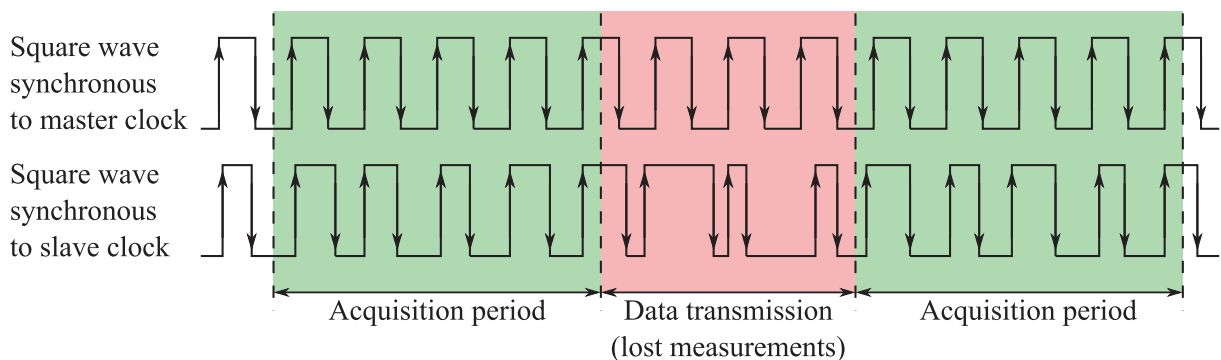 Square wave
synchronous
to master clock
Square wave
synchronous
to slave clock
Acquisition period
Data transmission
(lost measurements)
Acquisition period